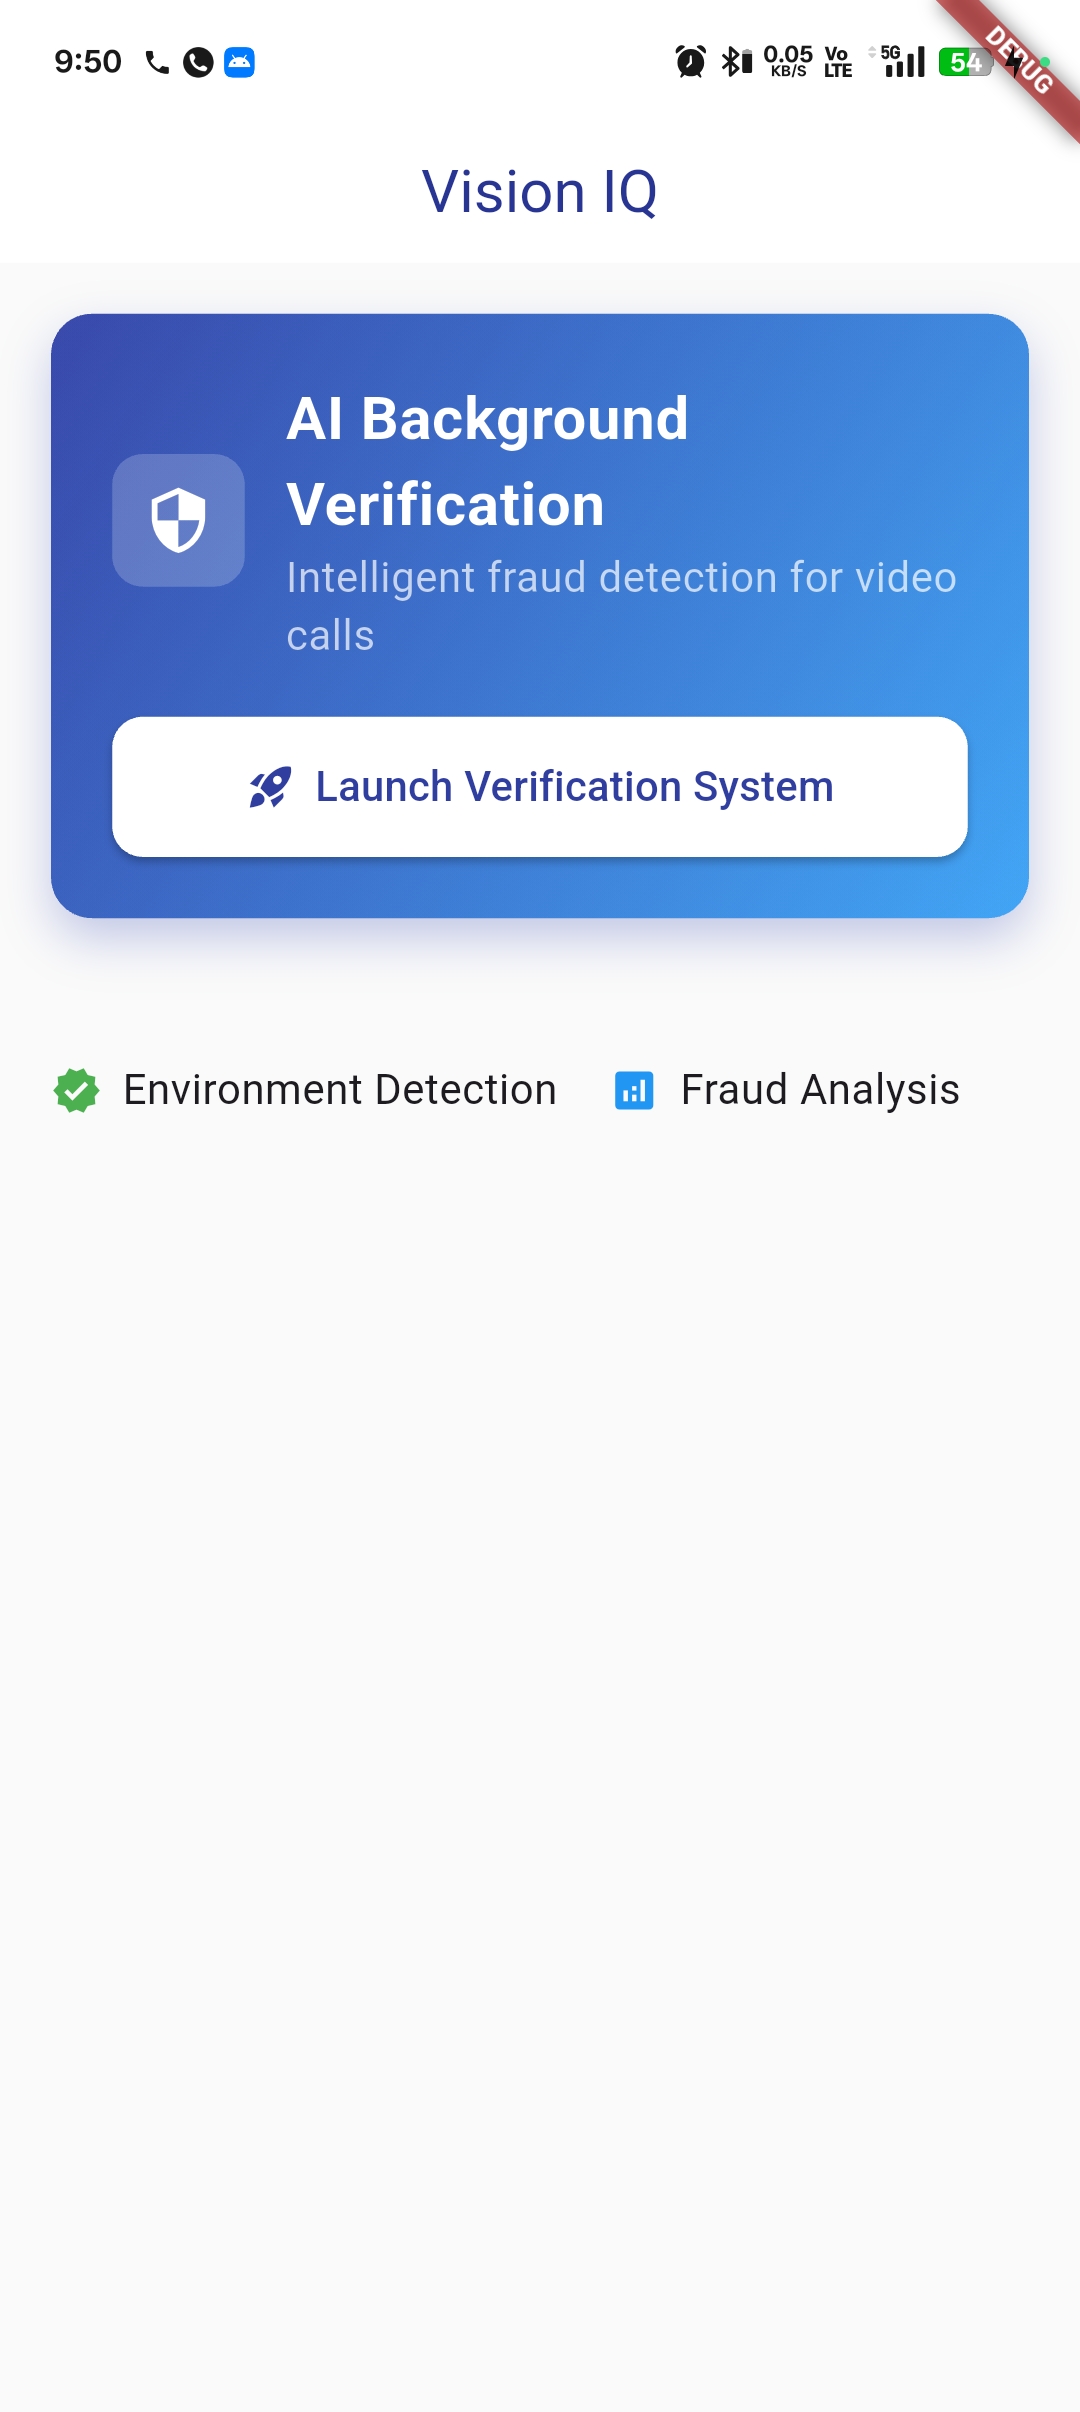 9:50
0.05
KB/S
Vo
LTE
5G
54
DEBUG
Vision IQ
AI Background
Verification
Intelligent fraud detection for video
calls
Launch Verification System
Environment Detection
Fraud Analysis